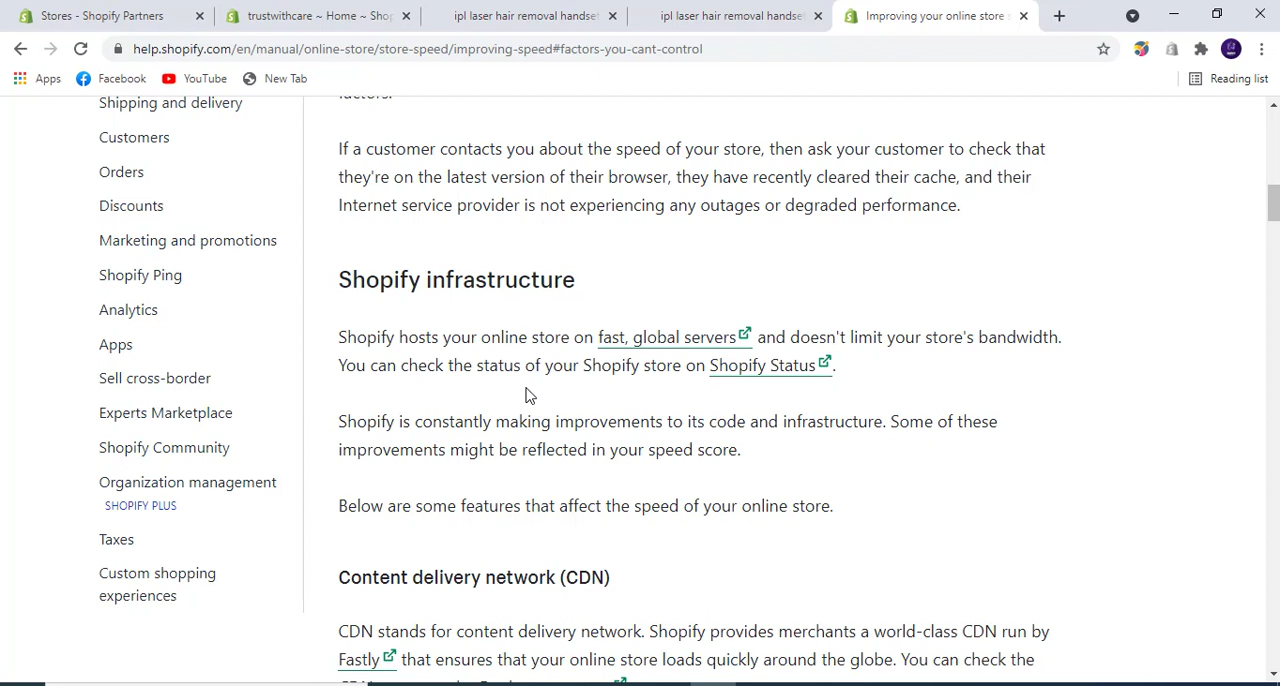 Stores - Shopify Partners
trustwithcare ~ Home ~ Shop
ipl laser hair removal handset
ipl laser hair removal handset
Improving your online store s
help.shopify.com/en/manual/online-store/store-speed/improving-speed#factors-you-cant-control
Apps
Facebook
YouTube
New Tab
Reading list
Shipping and delivery
Customers
Orders
Discounts
Marketing and promotions
Shopify Ping
Analytics
Apps
Sell cross-border
Experts Marketplace
Shopify Community
Organization management
SHOPIFY PLUS
Taxes
Custom shopping
experiences
factors.
If a customer contacts you about the speed of your store, then ask your customer to check that
they're on the latest version of their browser, they have recently cleared their cache, and their
Internet service provider is not experiencing any outages or degraded performance.
Shopify infrastructure
Shopify hosts your online store on fast, global servers and doesn't limit your store's bandwidth.
You can check the status of your Shopify store on Shopify Status.
Shopify is constantly making improvements to its code and infrastructure. Some of these
improvements might be reflected in your speed score.
Below are some features that affect the speed of your online store.
Content delivery network (CDN)
CDN stands for content delivery network. Shopify provides merchants a world-class CDN run by
Fastly that ensures that your online store loads quickly around the globe. You can check the